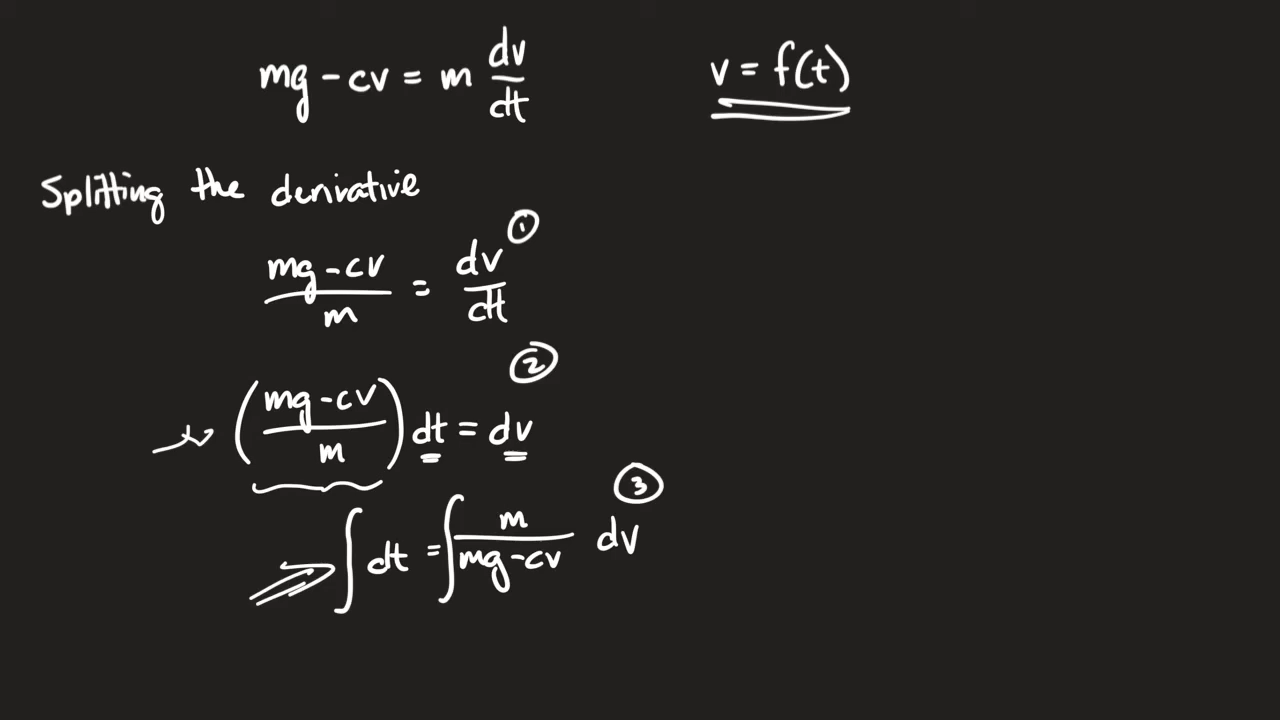 mg - cv = m dv/dt
v = f(t)
Splitting the derivative
(mg - cv)/m = dv/dt ①
((mg - cv)/m) dt = dv ②
∫ dt = ∫ m/(mg - cv) dv ③